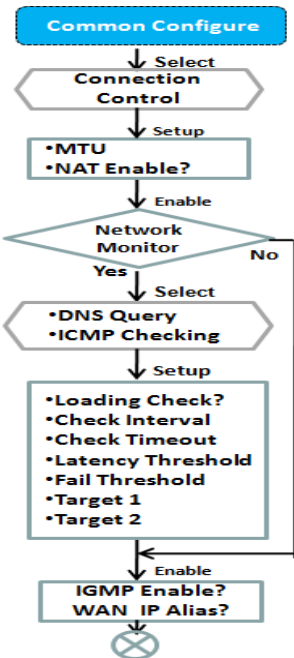 Common Configure
Select
Connection
Control
Setup
•MTU
•NAT Enable?
Enable
Network
Monitor
No
Yes
Select
•DNS Query
•ICMP Checking
Setup
•Loading Check?
•Check Interval
•Check Timeout
•Latency Threshold
•Fail Threshold
•Target 1
•Target 2
Enable
IGMP Enable?
WAN IP Alias?